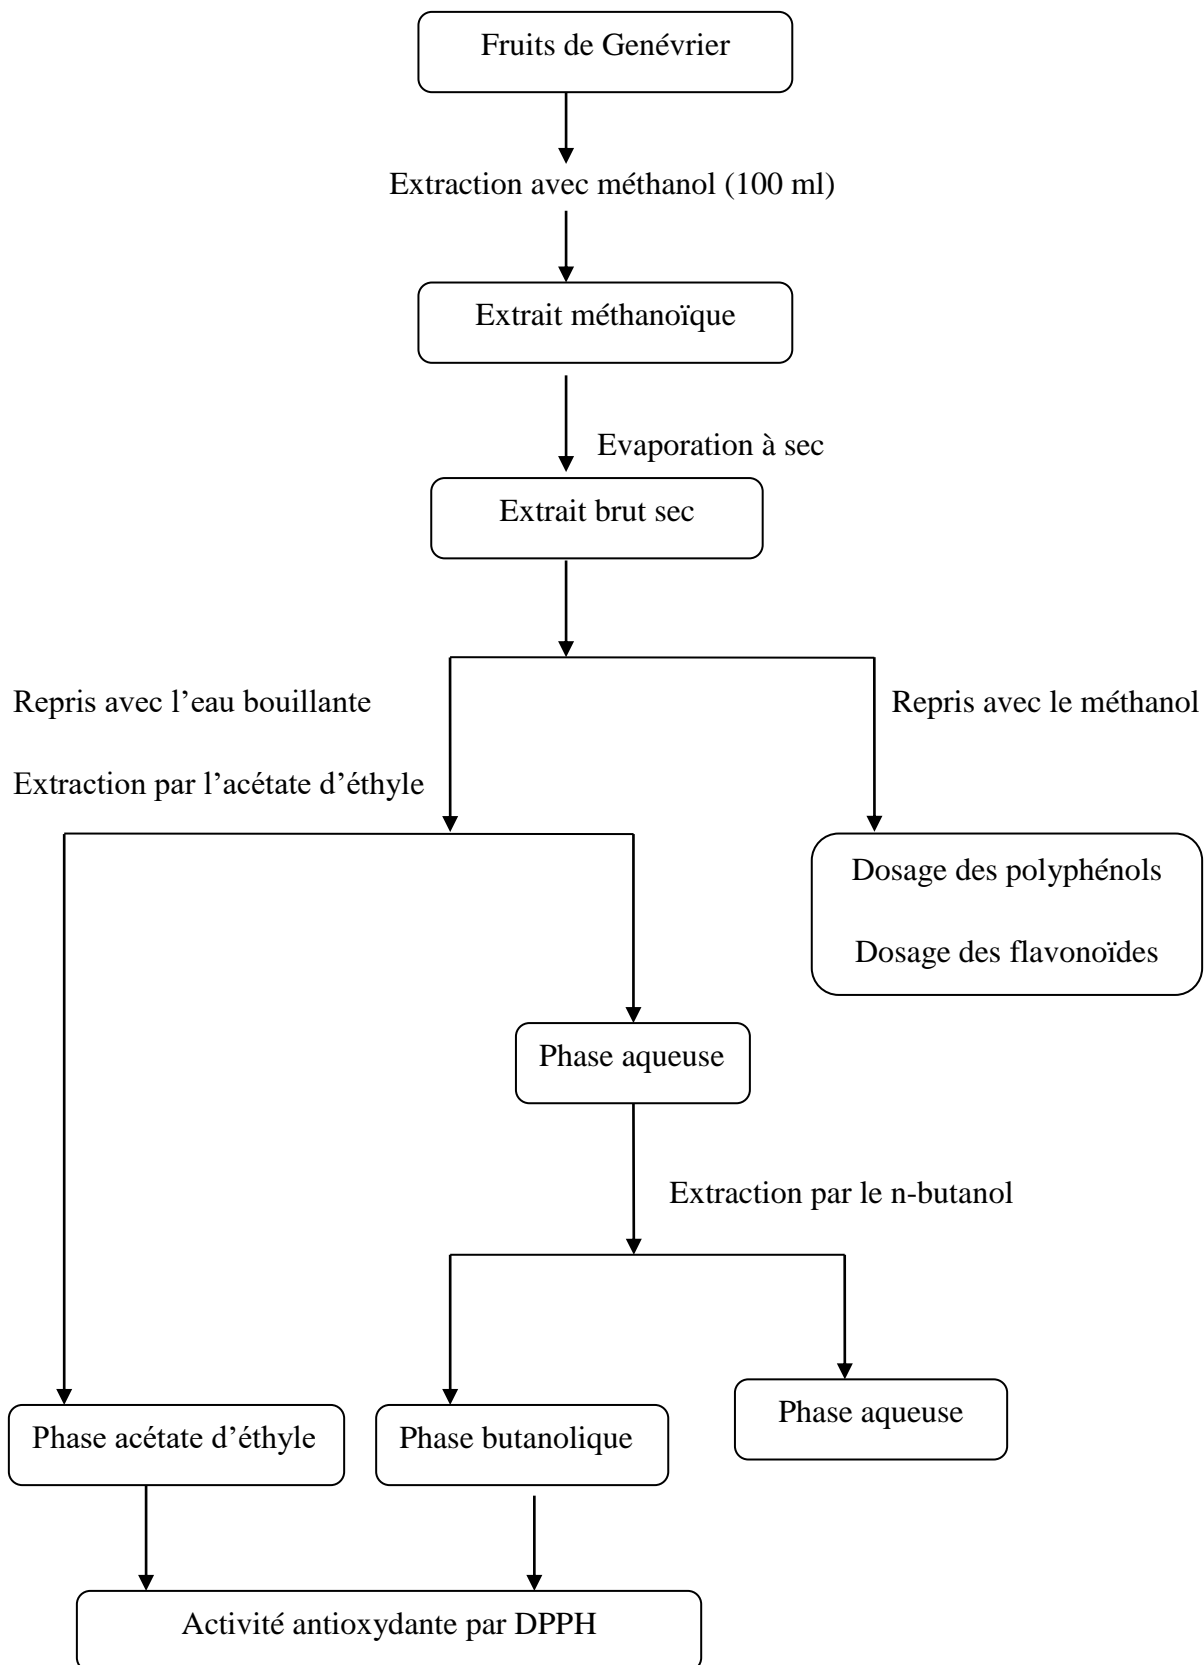 Fruits de Genévrier
Extraction avec méthanol (100 ml)
Extrait méthanoïque
Evaporation à sec
Extrait brut sec
Repris avec l’eau bouillante
Extraction par l’acétate d’éthyle
Repris avec le méthanol
Dosage des polyphénols
Dosage des flavonoïdes
Phase aqueuse
Extraction par le n-butanol
Phase acétate d’éthyle
Phase butanolique
Phase aqueuse
Activité antioxydante par DPPH